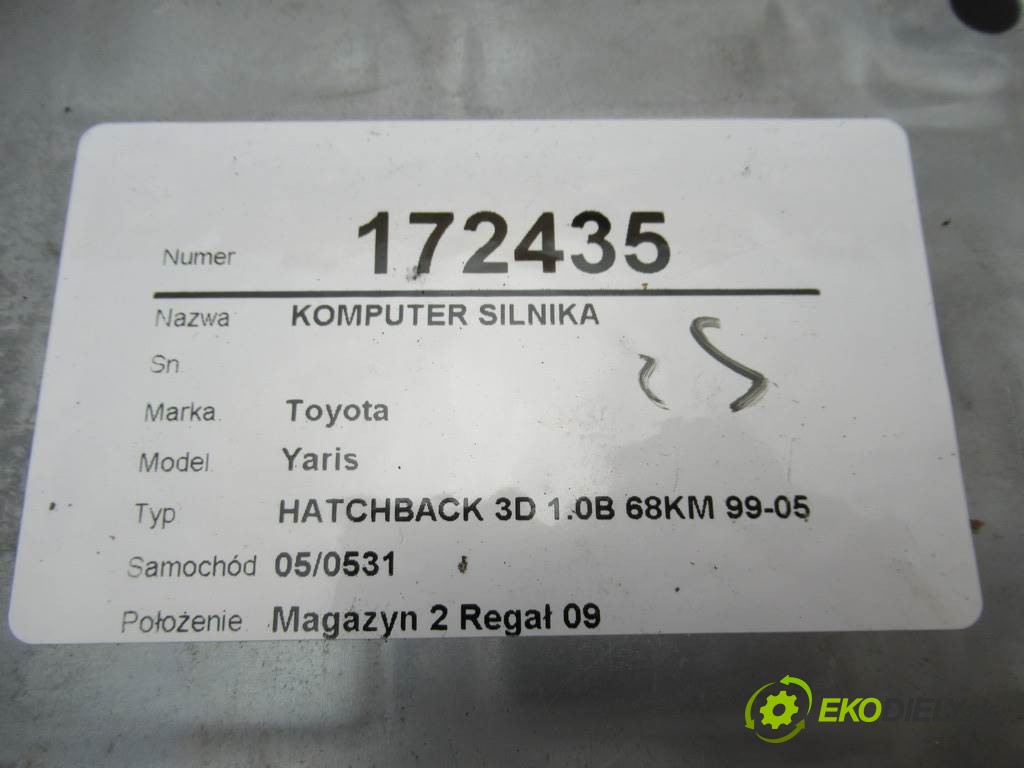 Numer 172435
Nazwa KOMPUTER SILNIKA
Sn.
Marka. Toyota
Model. Yaris
Typ HATCHBACK 3D 1.0B 68KM 99-05
Samochód 05/0531
Położenie. Magazyn 2 Regał 09
EKODIELY